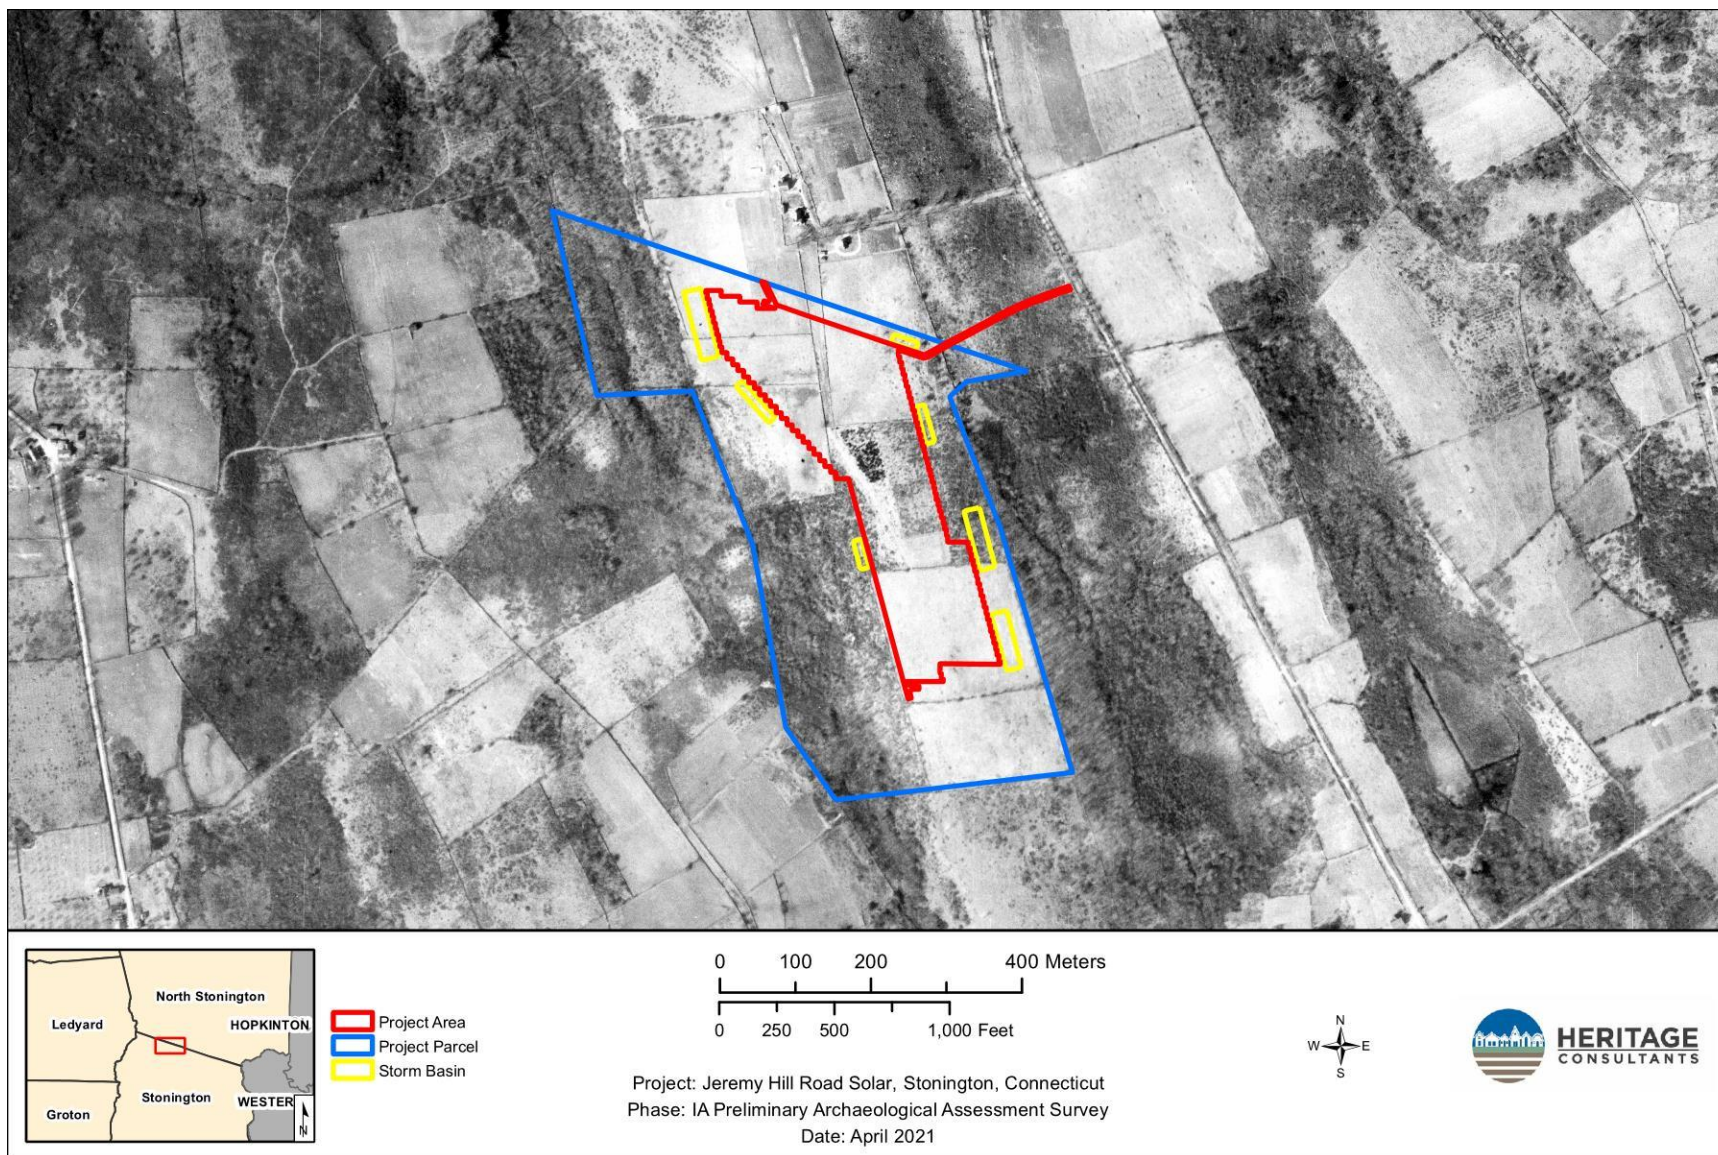 North Stonington
Ledyard
HOPKINTON
Stonington
WESTER
Groton
N
Project Area
Project Parcel
Storm Basin
0 100 200 400 Meters
0 250 500 1,000 Feet
Project: Jeremy Hill Road Solar, Stonington, Connecticut
Phase: IA Preliminary Archaeological Assessment Survey
Date: April 2021
N
W E
S
HERITAGE
CONSULTANTS